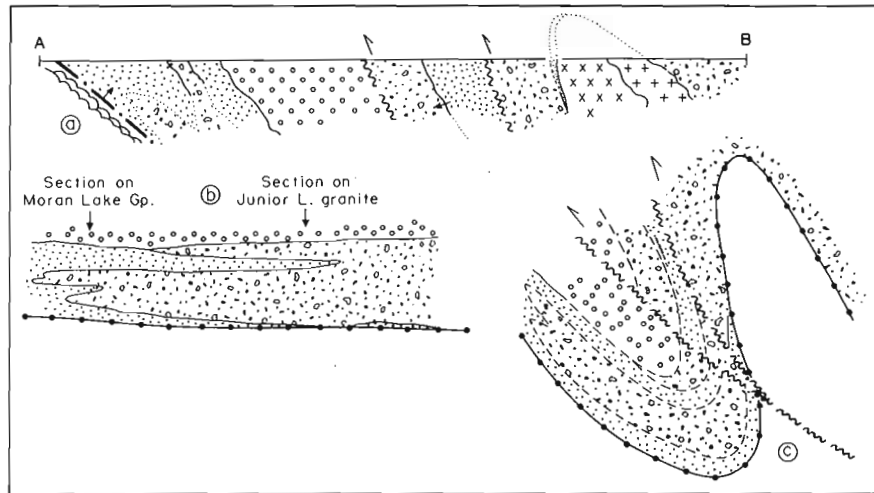 A
B
a
Section on
Moran Lake Gp.
b
Section on
Junior L. granite
c